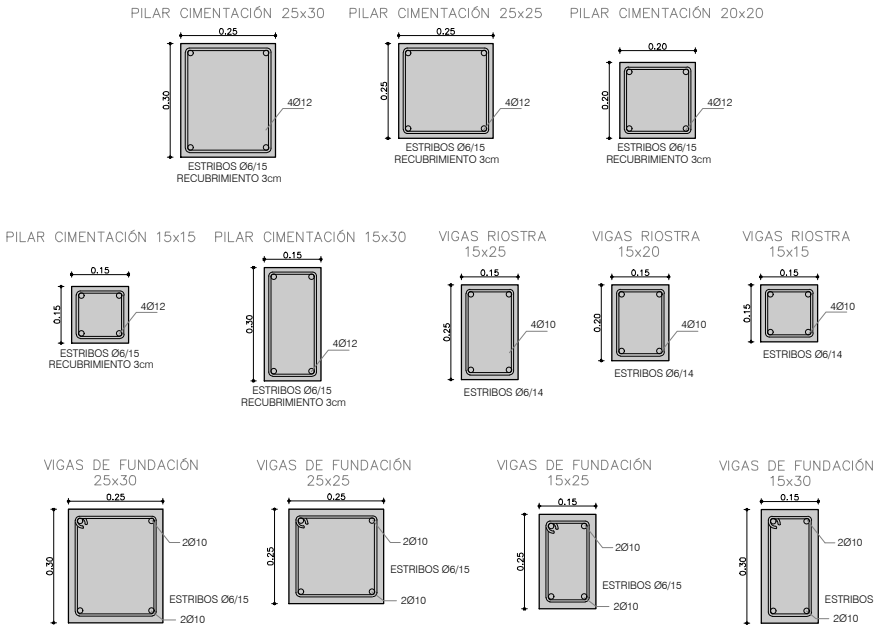 PILAR CIMENTACIÓN 25x30
0.25
0.30
4Ø12
ESTRIBOS Ø6/15
RECUBRIMIENTO 3cm
PILAR CIMENTACIÓN 25x25
0.25
0.25
4Ø12
ESTRIBOS Ø6/15
RECUBRIMIENTO 3cm
PILAR CIMENTACIÓN 20x20
0.20
0.20
4Ø12
ESTRIBOS Ø6/15
RECUBRIMIENTO 3cm
PILAR CIMENTACIÓN 15x15
0.15
0.15
4Ø12
ESTRIBOS Ø6/15
RECUBRIMIENTO 3cm
PILAR CIMENTACIÓN 15x30
0.15
0.30
4Ø12
ESTRIBOS Ø6/15
RECUBRIMIENTO 3cm
VIGAS RIOSTRA
15x25
0.15
0.25
4Ø10
ESTRIBOS Ø6/14
VIGAS RIOSTRA
15x20
0.15
0.20
4Ø10
ESTRIBOS Ø6/14
VIGAS RIOSTRA
15x15
0.15
0.15
4Ø10
ESTRIBOS Ø6/14
VIGAS DE FUNDACIÓN
25x30
0.25
0.30
2Ø10
ESTRIBOS Ø6/15
2Ø10
VIGAS DE FUNDACIÓN
25x25
0.25
0.25
2Ø10
ESTRIBOS Ø6/15
2Ø10
VIGAS DE FUNDACIÓN
15x25
0.15
0.25
2Ø10
ESTRIBOS Ø6/15
2Ø10
VIGAS DE FUNDACIÓN
15x30
0.15
0.30
2Ø10
ESTRIBOS
2Ø10